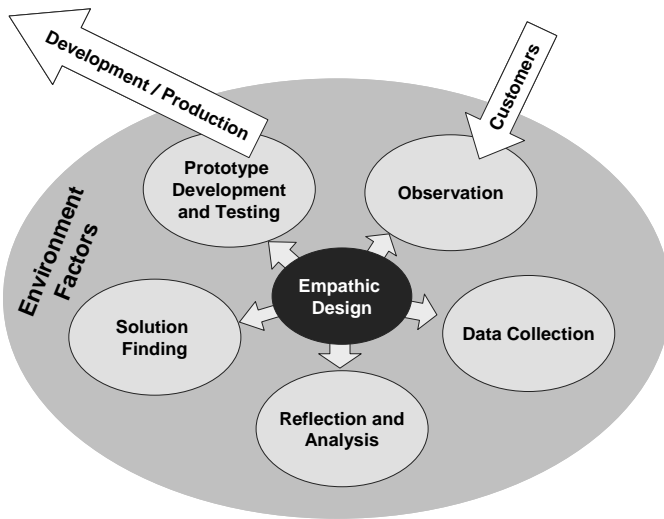 Development / Production
Customers
Prototype
Development
and Testing
Observation
Environment
Factors
Empathic
Design
Solution
Finding
Data Collection
Reflection and
Analysis